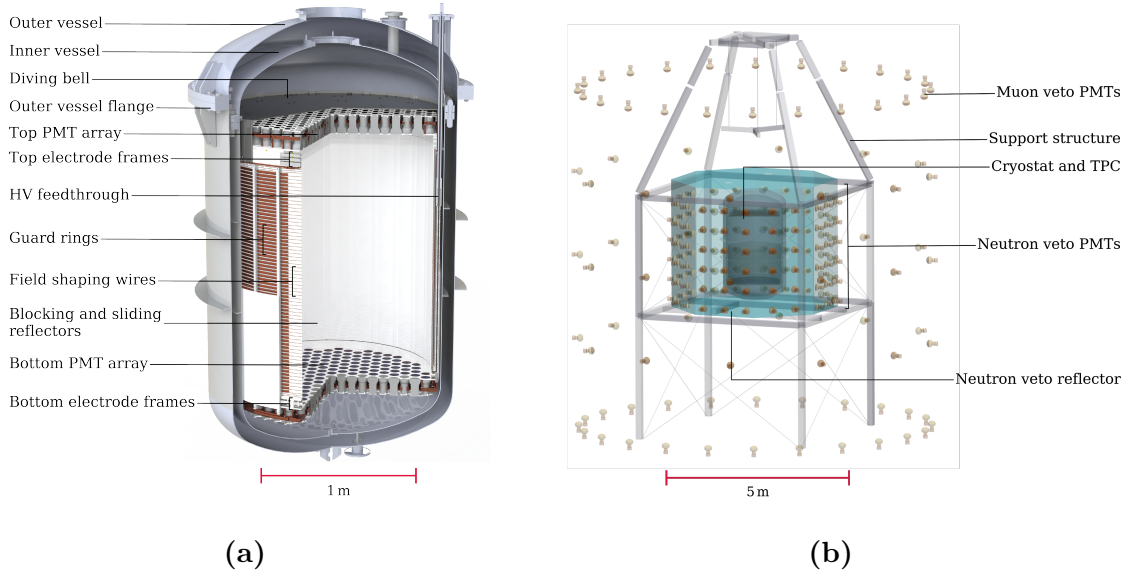 Outer vessel
Inner vessel
Diving bell
Outer vessel flange
Top PMT array
Top electrode frames
HV feedthrough
Guard rings
Field shaping wires
Blocking and sliding
reflectors
Bottom PMT array
Bottom electrode frames
1 m
(a)
Muon veto PMTs
Support structure
Cryostat and TPC
Neutron veto PMTs
Neutron veto reflector
5 m
(b)